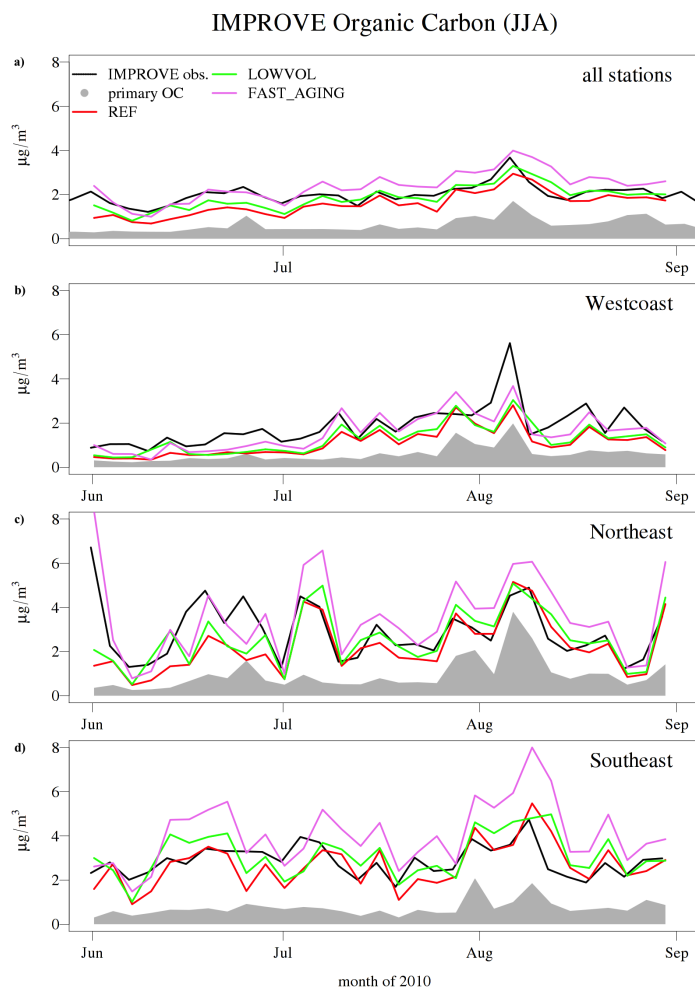 IMPROVE Organic Carbon (JJA)
a)
8
IMPROVE obs.
LOWVOL
all stations
primary OC
FAST_AGING
REF
6
4
2
0
μg/m³
Jul
Sep
b)
8
Westcoast
6
4
2
0
μg/m³
Jun
Jul
Aug
Sep
c)
8
Northeast
6
4
2
0
μg/m³
Jun
Jul
Aug
Sep
d)
8
Southeast
6
4
2
0
μg/m³
Jun
Jul
Aug
Sep
month of 2010